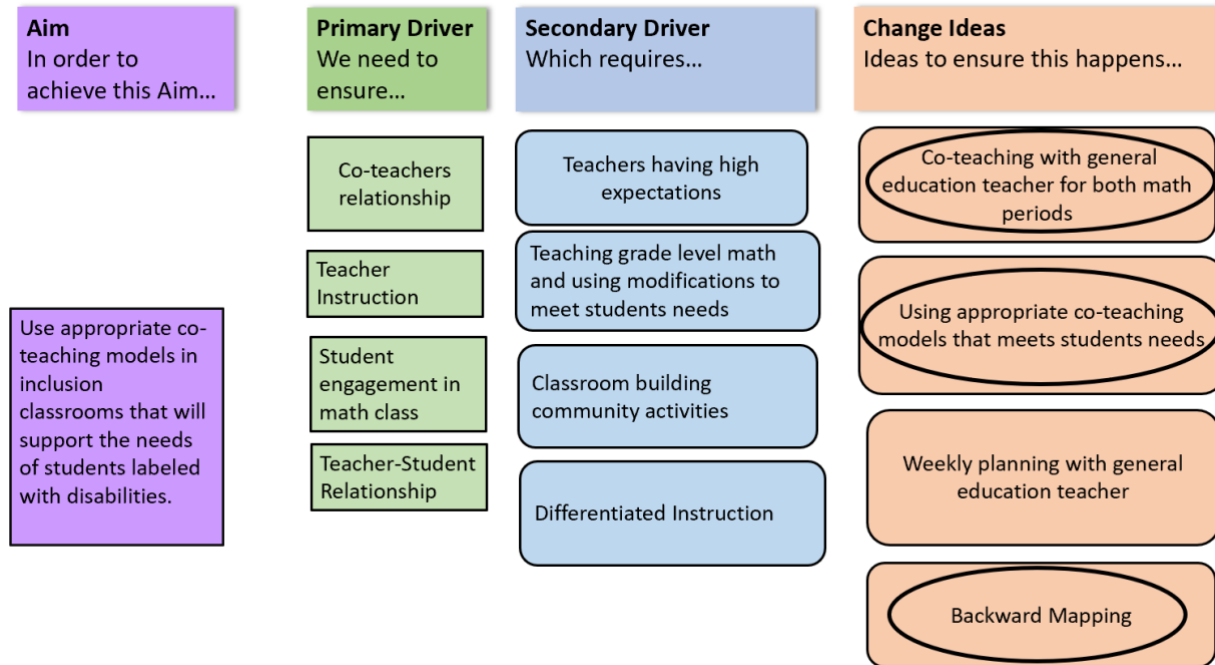 Aim
In order to
achieve this Aim...
Primary Driver
We need to
ensure...
Secondary Driver
Which requires...
Change Ideas
Ideas to ensure this happens...
Use appropriate co-
teaching models in
inclusion
classrooms that will
support the needs
of students labeled
with disabilities.
Co-teachers
relationship
Teacher
Instruction
Student
engagement in
math class
Teacher-Student
Relationship
Teachers having high
expectations
Teaching grade level math
and using modifications to
meet students needs
Classroom building
community activities
Differentiated Instruction
Co-teaching with general
education teacher for both math
periods
Using appropriate co-teaching
models that meets students needs
Weekly planning with general
education teacher
Backward Mapping